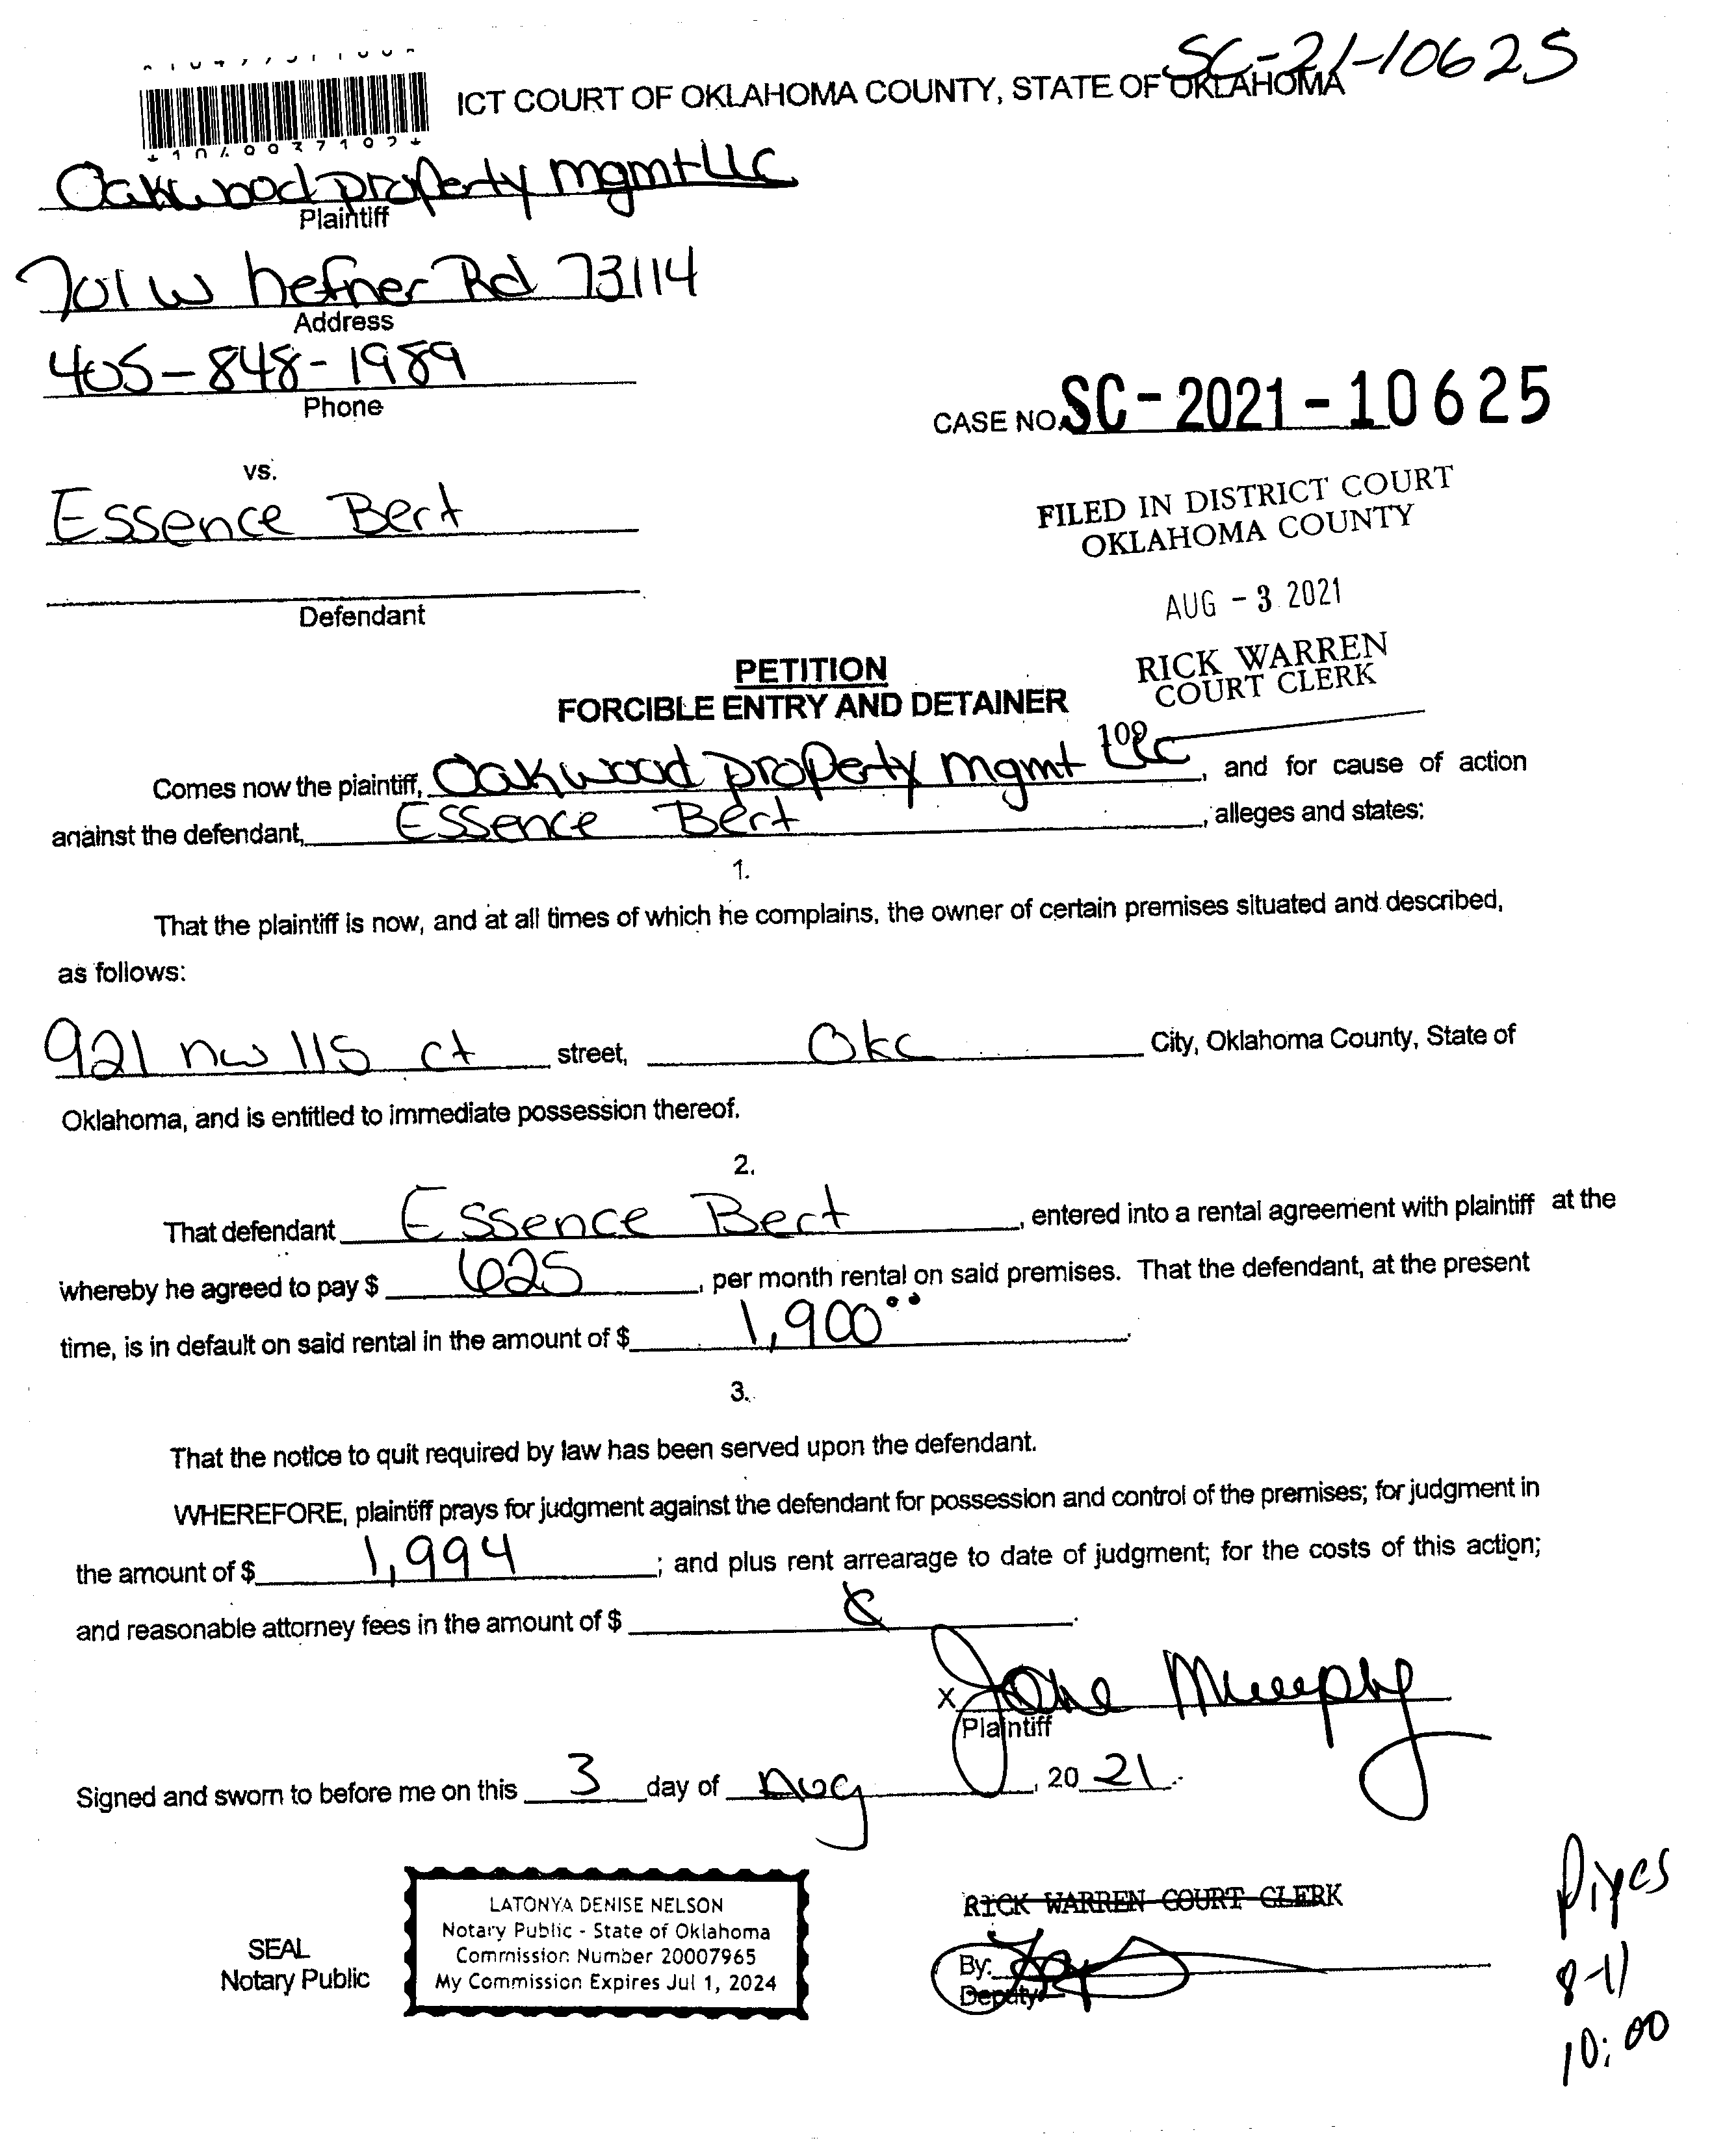 SC-21-10625
ICT COURT OF OKLAHOMA COUNTY, STATE OF OKLAHOMA
Oakwood property mgmt LLC
Plaintiff
701 W hefner Rd 73114
Address
405-848-1989
Phone
CASE NO. SC-2021-10625
vs.
Essence Bert
Defendant
FILED IN DISTRICT COURT
OKLAHOMA COUNTY
AUG - 3 2021
RICK WARREN
COURT CLERK
109
PETITION
FORCIBLE ENTRY AND DETAINER
Comes now the plaintiff, Oakwood property mgmt LLC, and for cause of action
against the defendant, Essence Bert, alleges and states:
1.
That the plaintiff is now, and at all times of which he complains, the owner of certain premises situated and described,
as follows:
921 nw 115 ct street, Okc City, Oklahoma County, State of
Oklahoma, and is entitled to immediate possession thereof.
2.
That defendant Essence Bert, entered into a rental agreement with plaintiff at the
whereby he agreed to pay $ 625, per month rental on said premises. That the defendant, at the present
time, is in default on said rental in the amount of $ 1,900.00.
3.
That the notice to quit required by law has been served upon the defendant.
WHEREFORE, plaintiff prays for judgment against the defendant for possession and control of the premises; for judgment in
the amount of $ 1,994; and plus rent arrearage to date of judgment; for the costs of this action;
and reasonable attorney fees in the amount of $
X Jane Murphy
Plaintiff
Signed and sworn to before me on this 3 day of Aug, 20 21.
SEAL
Notary Public
LATONYA DENISE NELSON
Notary Public - State of Oklahoma
Commission Number 20007965
My Commission Expires Jul 1, 2024
RICK WARREN COURT CLERK
By:
Deputy
8-11
10:00